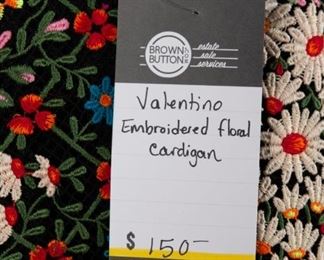 BROWN
BUTTON
estate
sale
services
Valentino
Embroidered floral
Cardigan
$ 150-